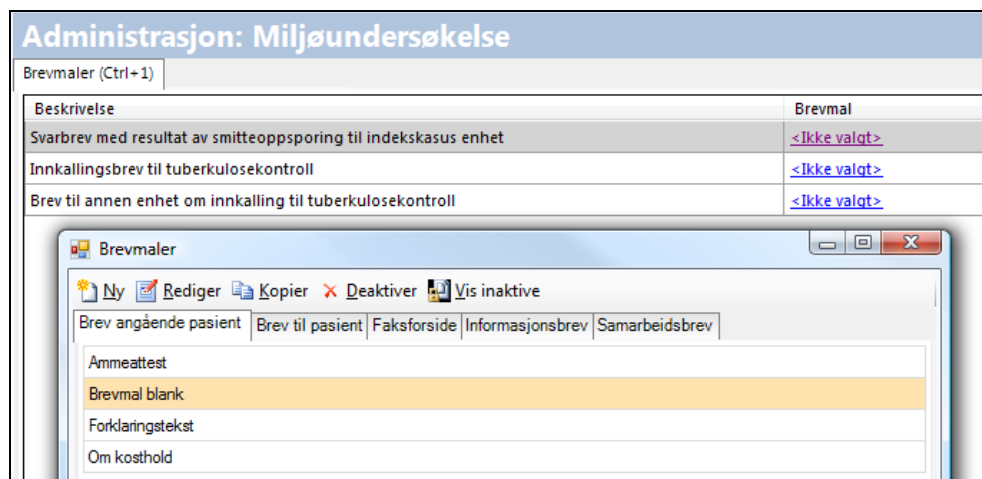 Administrasjon: Miljøundersøkelse
Brevmaler (Ctrl+1)
Beskrivelse Brevmal
Svarbrev med resultat av smitteoppsporing til indekskasus enhet <Ikke valgt>
Innkallingsbrev til tuberkulosekontroll <Ikke valgt>
Brev til annen enhet om innkalling til tuberkulosekontroll <Ikke valgt>
Brevmaler
Ny Rediger Kopier Deaktiver Vis inaktive
Brev angående pasient Brev til pasient Faksforside Informasjonsbrev Samarbeidsbrev
Ammeattest
Brevmal blank
Forklaringstekst
Om kosthold